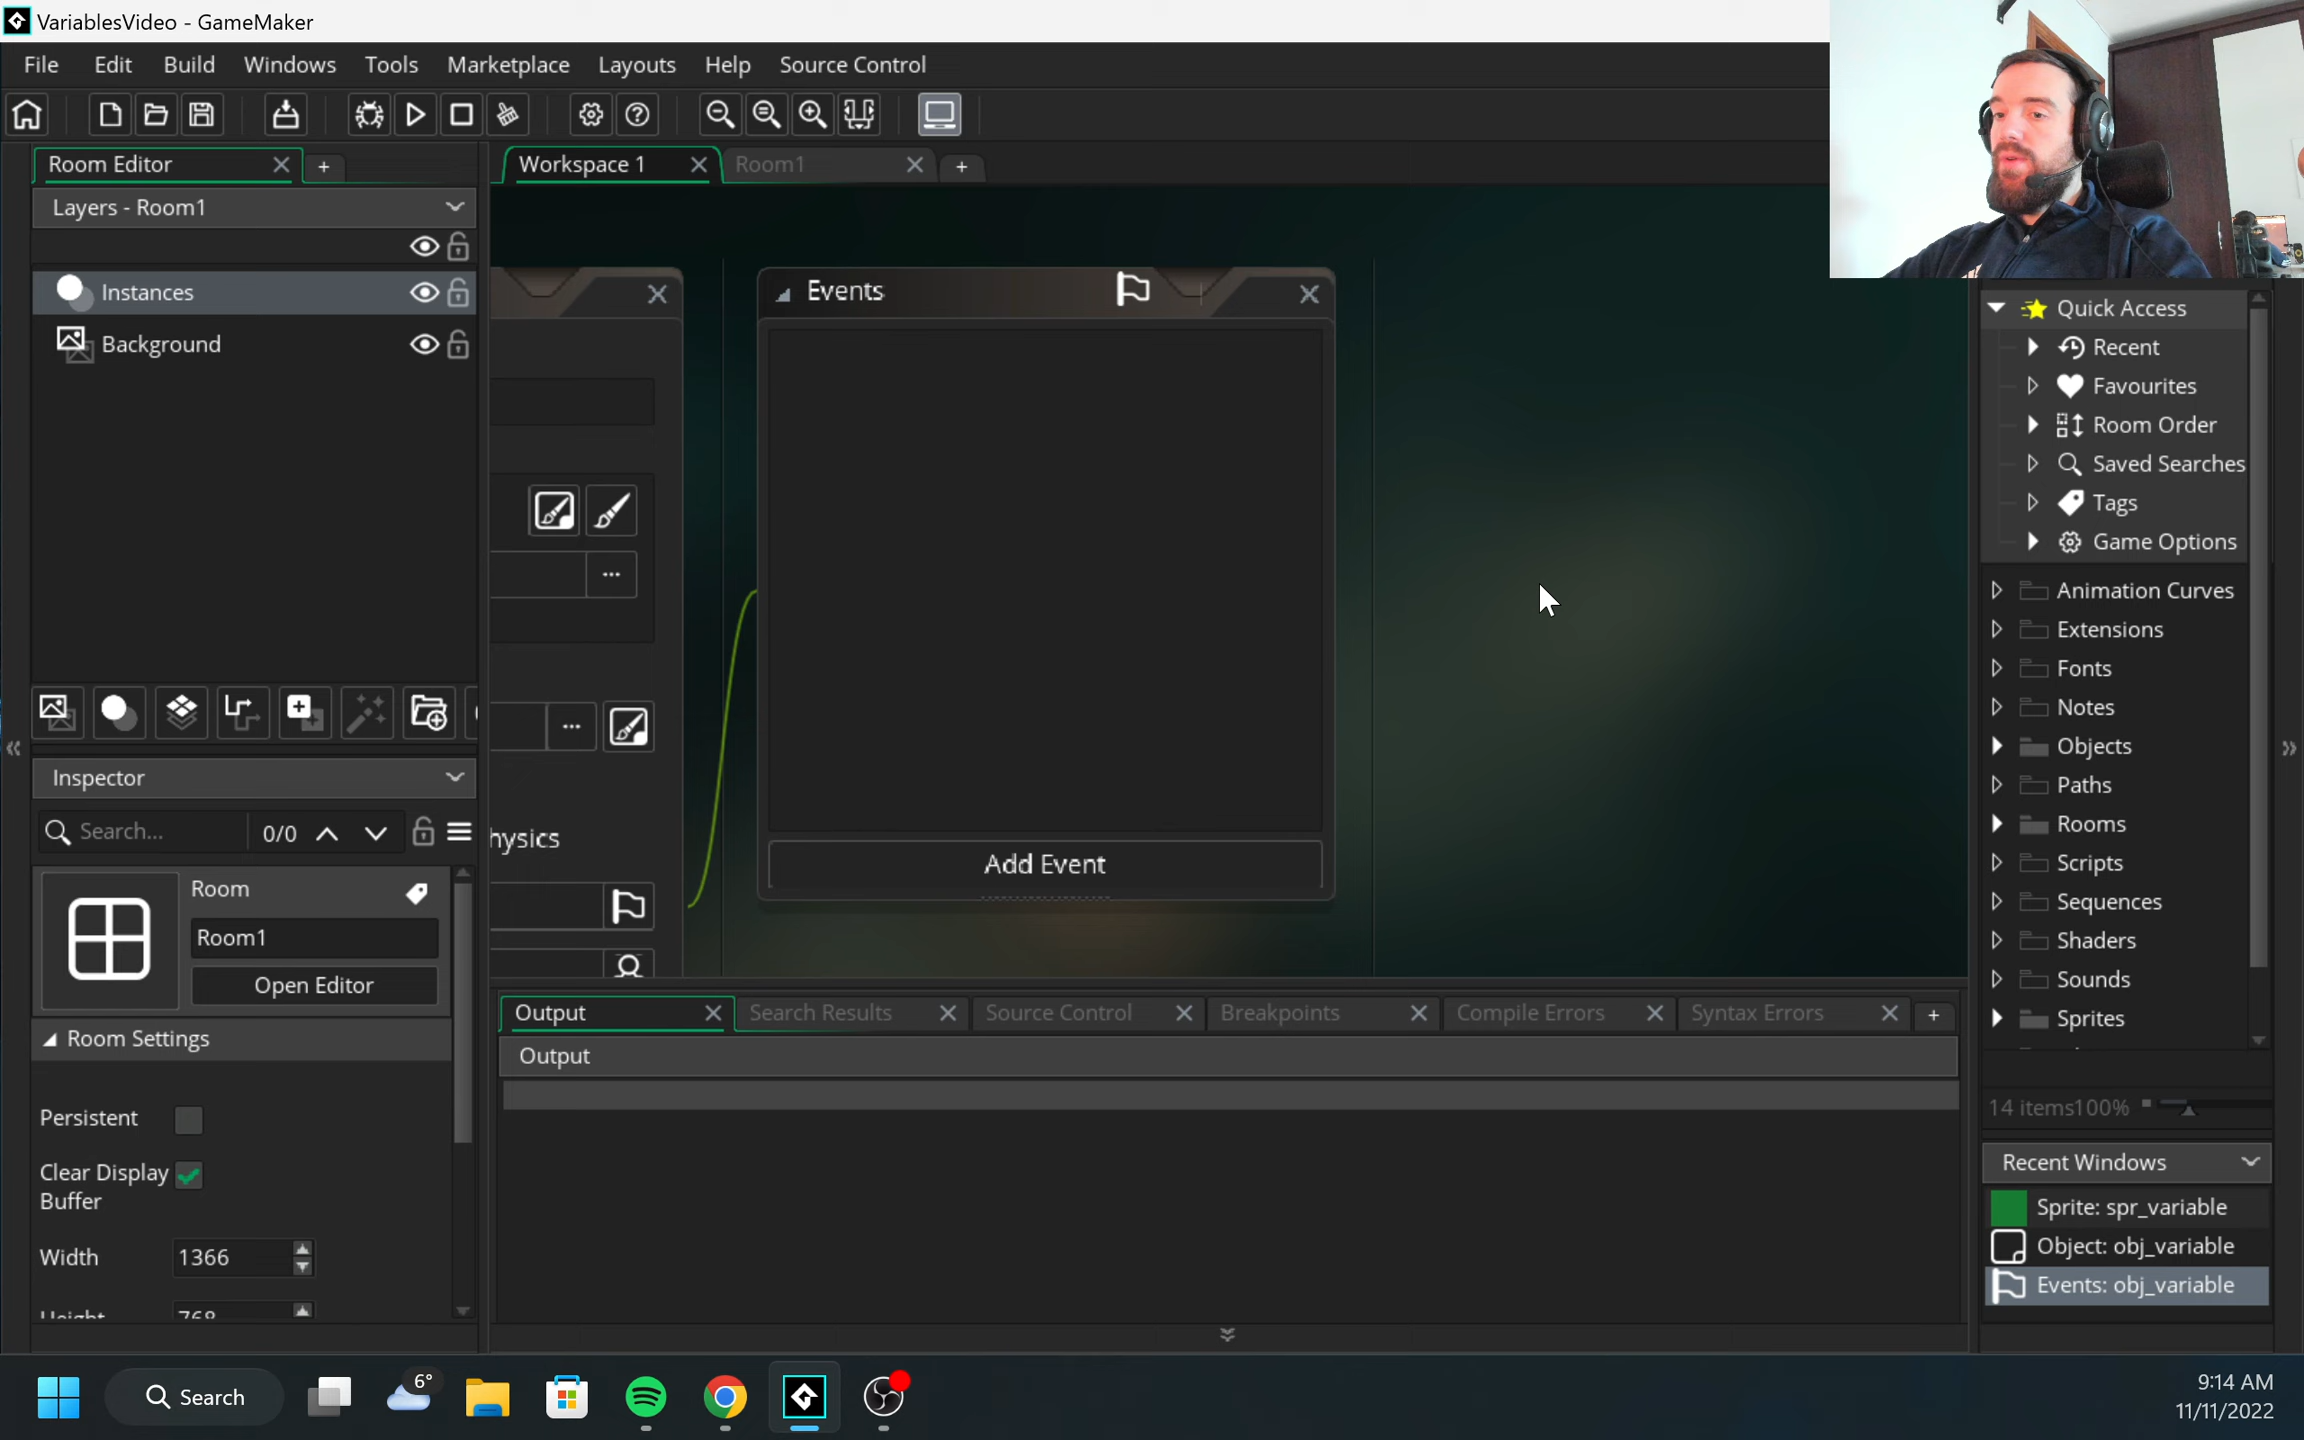 VariablesVideo - GameMaker
File Edit Build Windows Tools Marketplace Layouts Help Source Control
Room Editor
Workspace 1
Room1
Layers - Room1
Instances
Background
Events
Add Event
hysics
Inspector
Search...
0/0
Room
Room1
Open Editor
Room Settings
Persistent
Clear Display
Buffer
Width
1366
Height
768
Output
Search Results
Source Control
Breakpoints
Compile Errors
Syntax Errors
Output
Quick Access
Recent
Favourites
Room Order
Saved Searches
Tags
Game Options
Animation Curves
Extensions
Fonts
Notes
Objects
Paths
Rooms
Scripts
Sequences
Shaders
Sounds
Sprites
14 items
100%
Recent Windows
Sprite: spr_variable
Object: obj_variable
Events: obj_variable
6°
Search
9:14 AM
11/11/2022